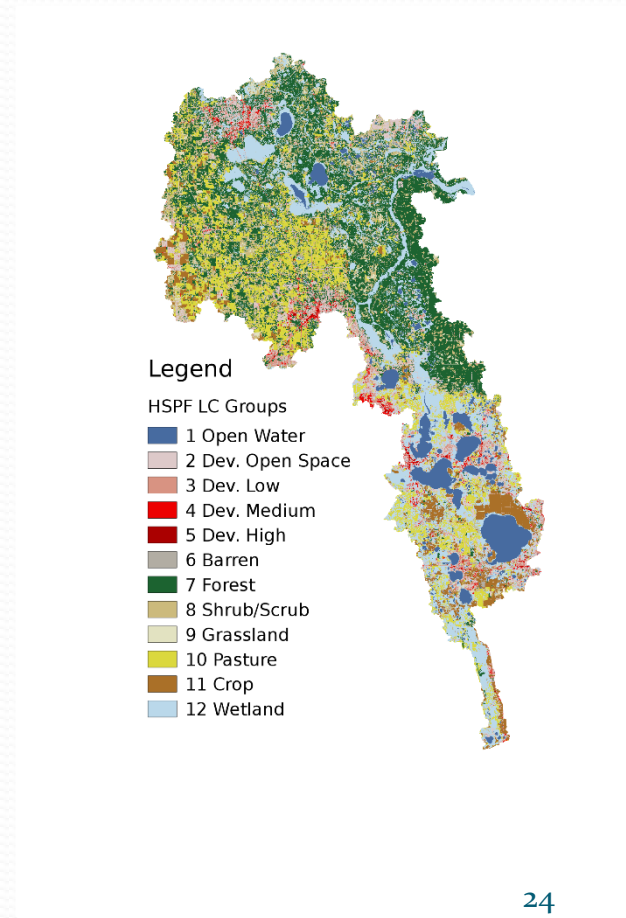 Legend
HSPF LC Groups
1 Open Water
2 Dev. Open Space
3 Dev. Low
4 Dev. Medium
5 Dev. High
6 Barren
7 Forest
8 Shrub/Scrub
9 Grassland
10 Pasture
11 Crop
12 Wetland
24